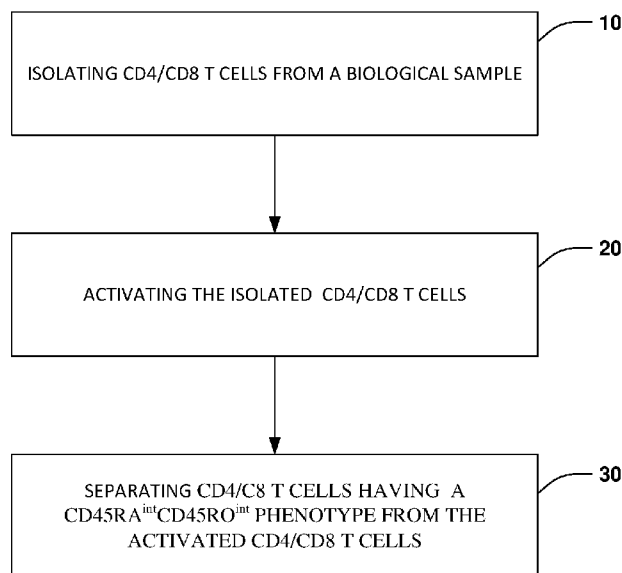 10
ISOLATING CD4/CD8 T CELLS FROM A BIOLOGICAL SAMPLE
20
ACTIVATING THE ISOLATED CD4/CD8 T CELLS
30
SEPARATING CD4/C8 T CELLS HAVING A
CD45RAintCD45ROint PHENOTYPE FROM THE
ACTIVATED CD4/CD8 T CELLS